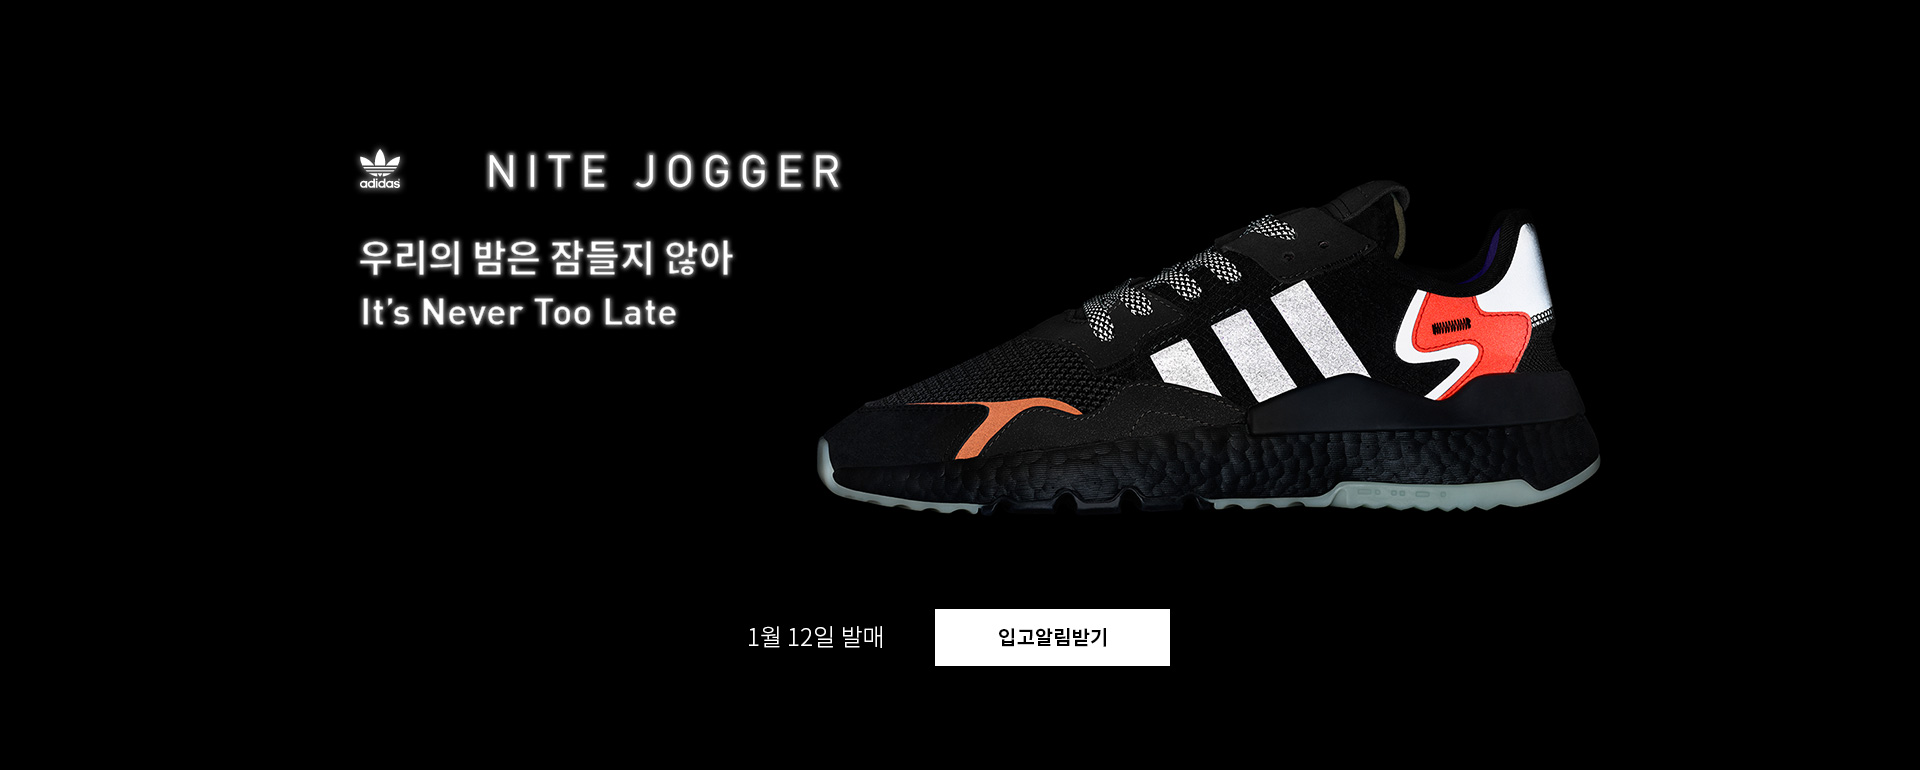 adidas
NITE JOGGER
우리의 밤은 잠들지 않아
It's Never Too Late
1월 12일 발매
입고알림받기